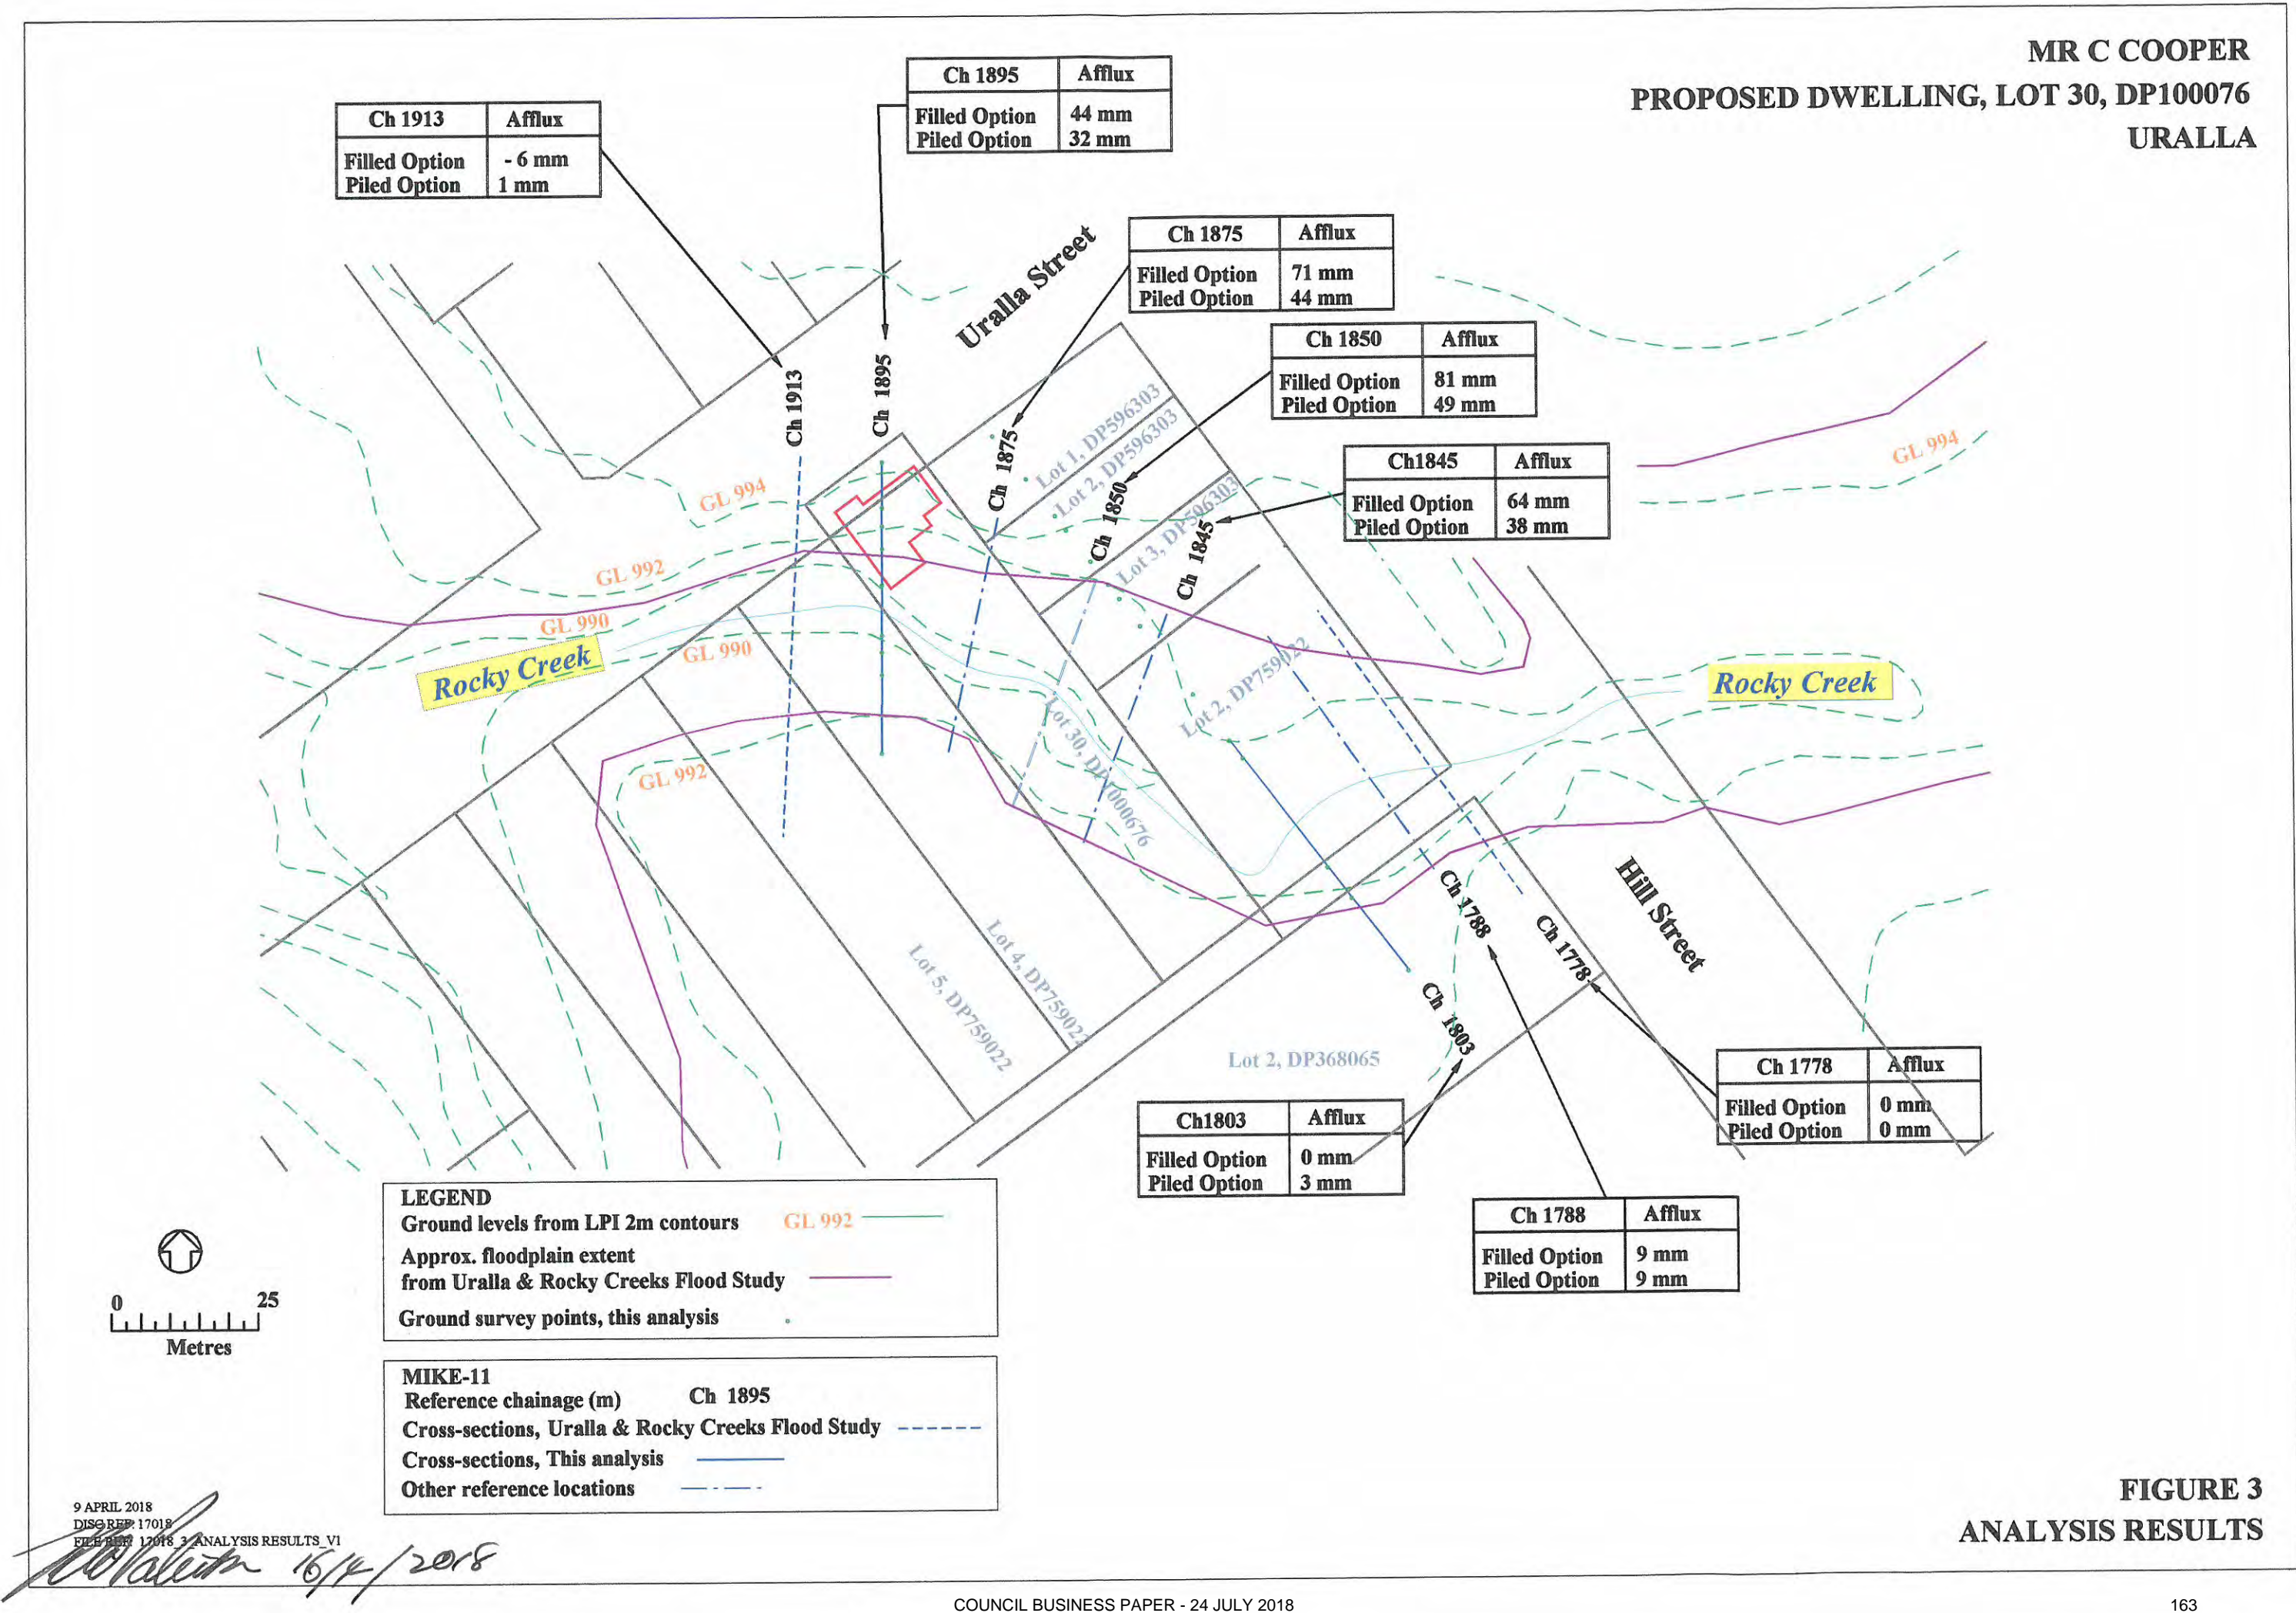 MR C COOPER
PROPOSED DWELLING, LOT 30, DP100076
URALLA
Ch 1913 Afflux
Filled Option - 6 mm
Piled Option 1 mm
Ch 1895 Afflux
Filled Option 44 mm
Piled Option 32 mm
Ch 1875 Afflux
Filled Option 71 mm
Piled Option 44 mm
Ch 1850 Afflux
Filled Option 81 mm
Piled Option 49 mm
Ch1845 Afflux
Filled Option 64 mm
Piled Option 38 mm
Uralla Street
Ch 1913
Ch 1895
Ch 1875
Ch 1850
Ch 1845
Lot 1, DP596303
Lot 2, DP596303
Lot 3, DP596303
GL 994
GL 994
GL 992
GL 990
GL 990
GL 992
Rocky Creek
Rocky Creek
Lot 2, DP759022
Lot 30, DP1000676
Lot 4, DP759022
Lot 5, DP759022
Lot 2, DP368065
Hill Street
Ch 1788
Ch 1778
Ch 1803
Ch 1778 Afflux
Filled Option 0 mm
Piled Option 0 mm
Ch1803 Afflux
Filled Option 0 mm
Piled Option 3 mm
Ch 1788 Afflux
Filled Option 9 mm
Piled Option 9 mm
LEGEND
Ground levels from LPI 2m contours GL 992
Approx. floodplain extent
from Uralla & Rocky Creeks Flood Study
Ground survey points, this analysis
0 25
Metres
MIKE-11
Reference chainage (m) Ch 1895
Cross-sections, Uralla & Rocky Creeks Flood Study
Cross-sections, This analysis
Other reference locations
9 APRIL 2018
DISG REF: 17018
FILE REF: 17018_3_ANALYSIS RESULTS_V1
16/4/2018
FIGURE 3
ANALYSIS RESULTS
COUNCIL BUSINESS PAPER - 24 JULY 2018 163